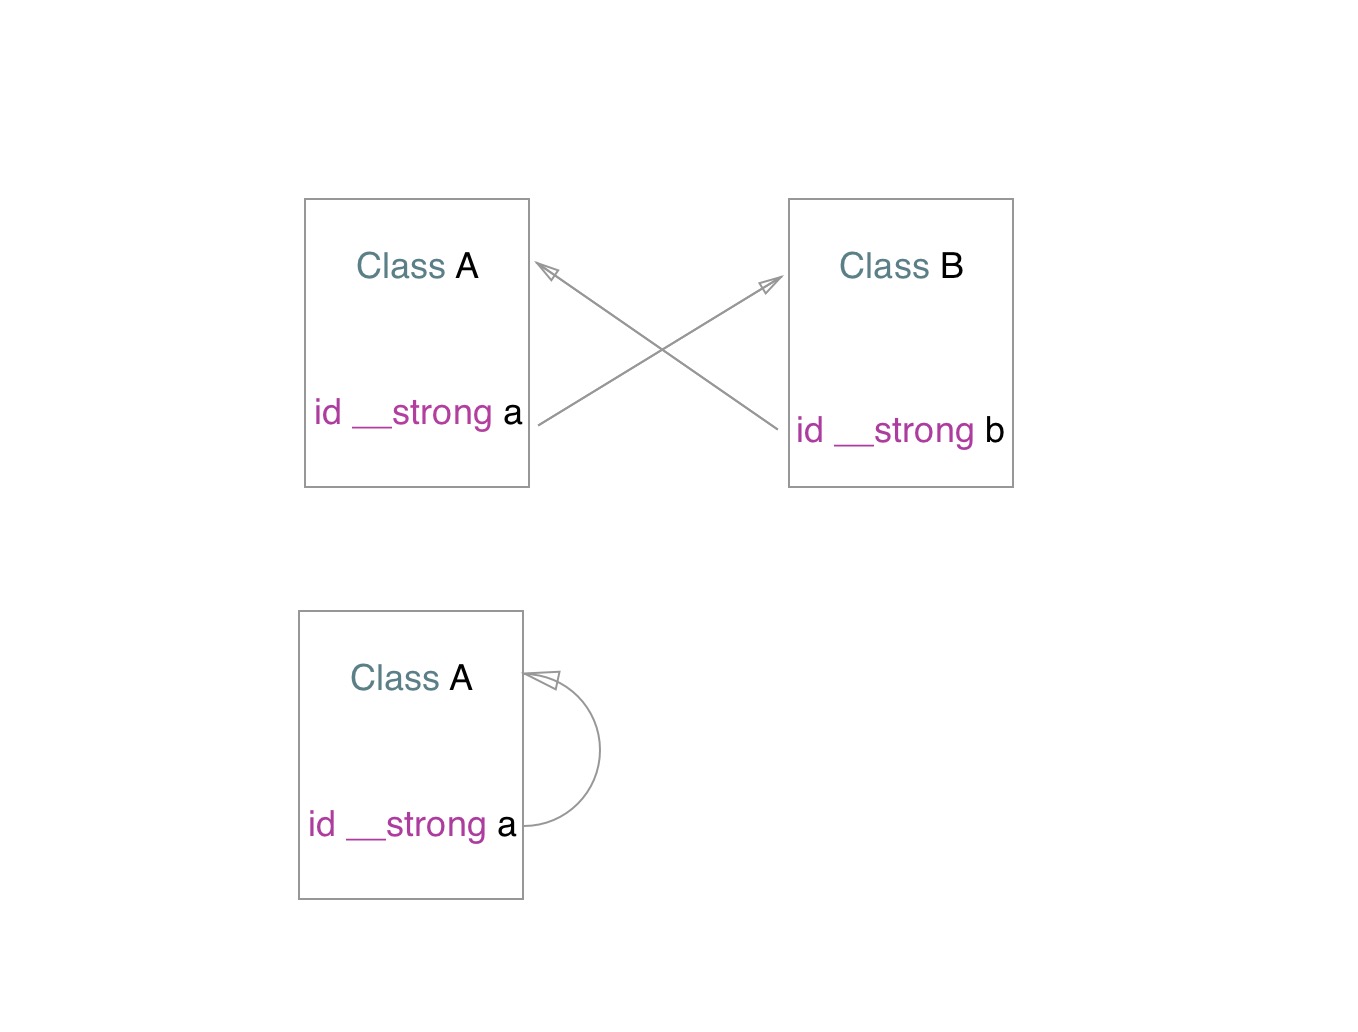 Class A
id __strong a
Class B
id __strong b
Class A
id __strong a